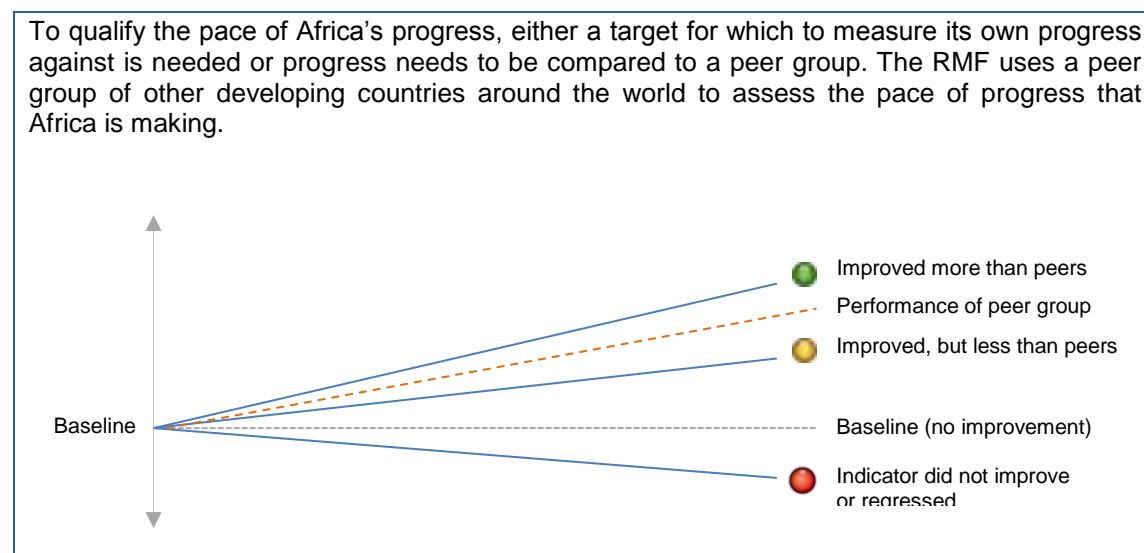 To qualify the pace of Africa’s progress, either a target for which to measure its own progress
against is needed or progress needs to be compared to a peer group. The RMF uses a peer
group of other developing countries around the world to assess the pace of progress that
Africa is making.
Improved more than peers
Performance of peer group
Improved, but less than peers
Baseline
Baseline (no improvement)
Indicator did not improve
or regressed